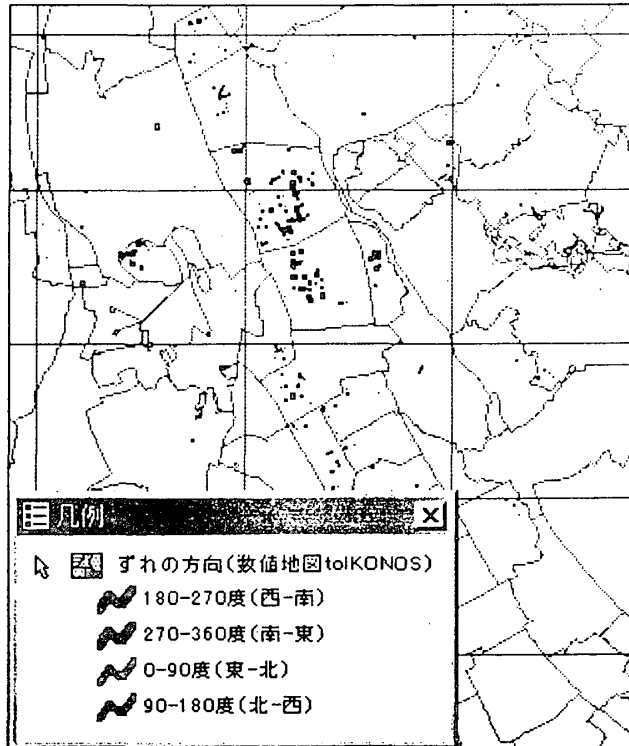 凡例
ずれの方向(数値地図toIKONOS)
180-270度(西-南)
270-360度(南-東)
0-90度(東-北)
90-180度(北-西)